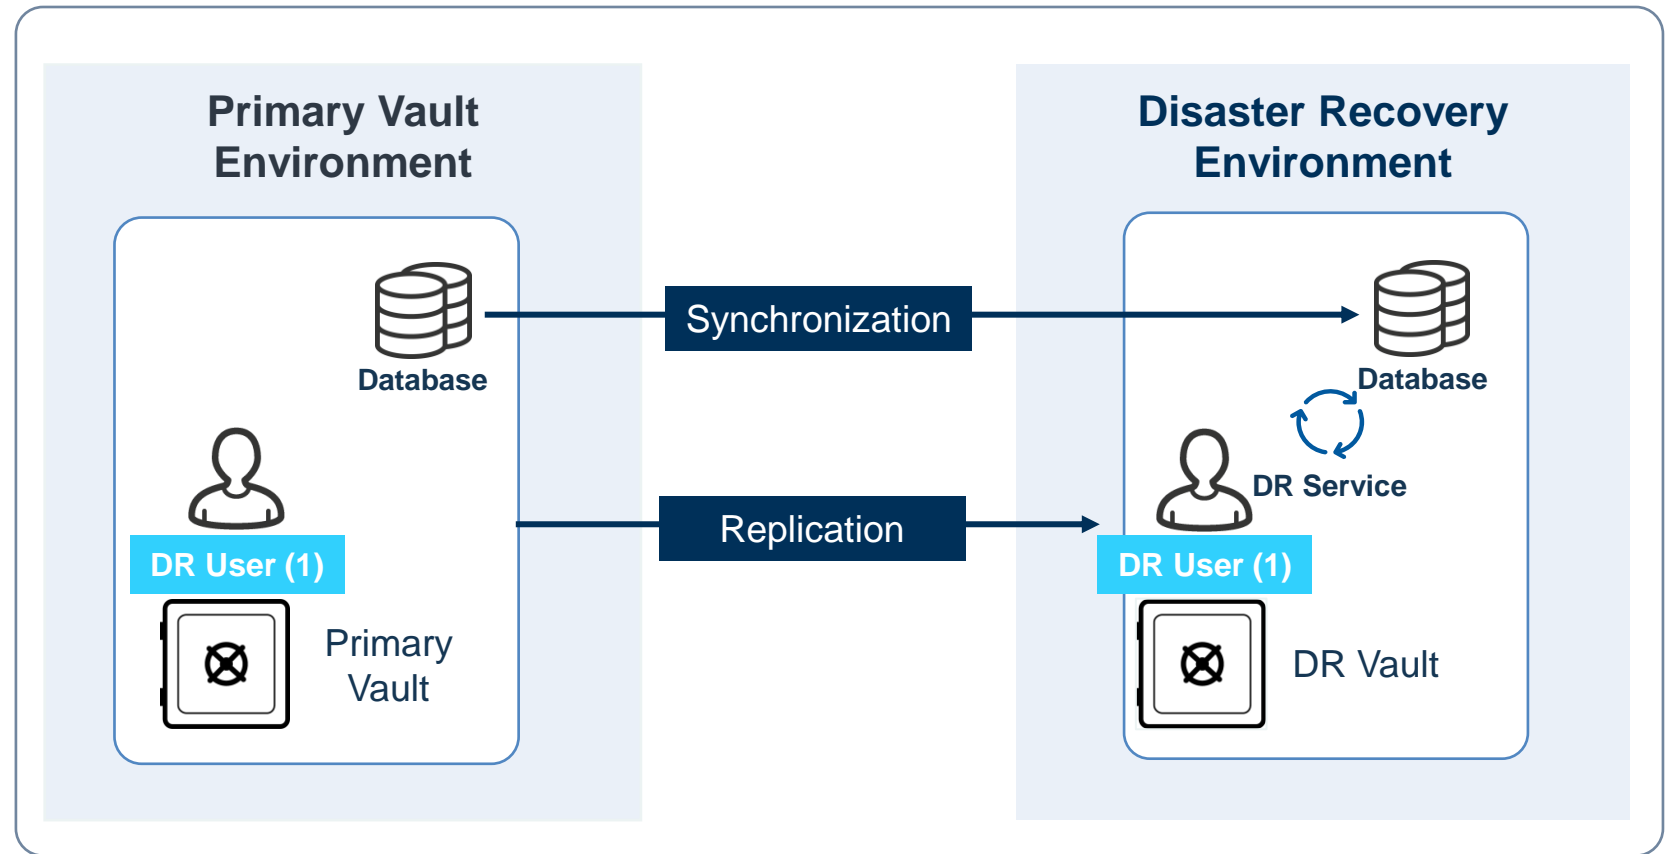 Primary Vault
Environment
Database
DR User (1)
Primary
Vault
Synchronization
Replication
Disaster Recovery
Environment
Database
DR Service
DR User (1)
DR Vault